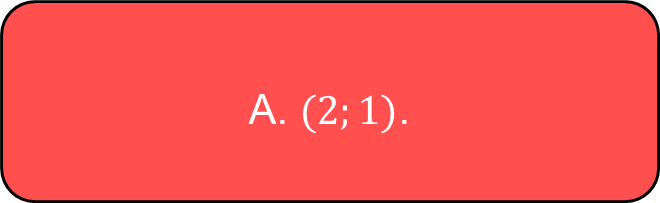 A. (2; 1).